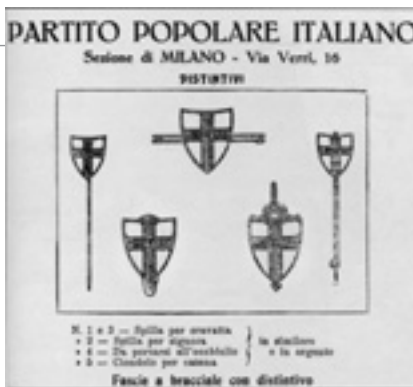 PARTITO POPOLARE ITALIANO
Sezione di MILANO - Via Verri, 16
DISTINTIVI
N. 1 e 3 — Spilla per cravatta
» 2 — Spilla per signora
» 4 — Da portarsi all'occhiello
» 5 — Ciondolo per catena
in similoro
» in argento
Fascie a bracciale con distintivo